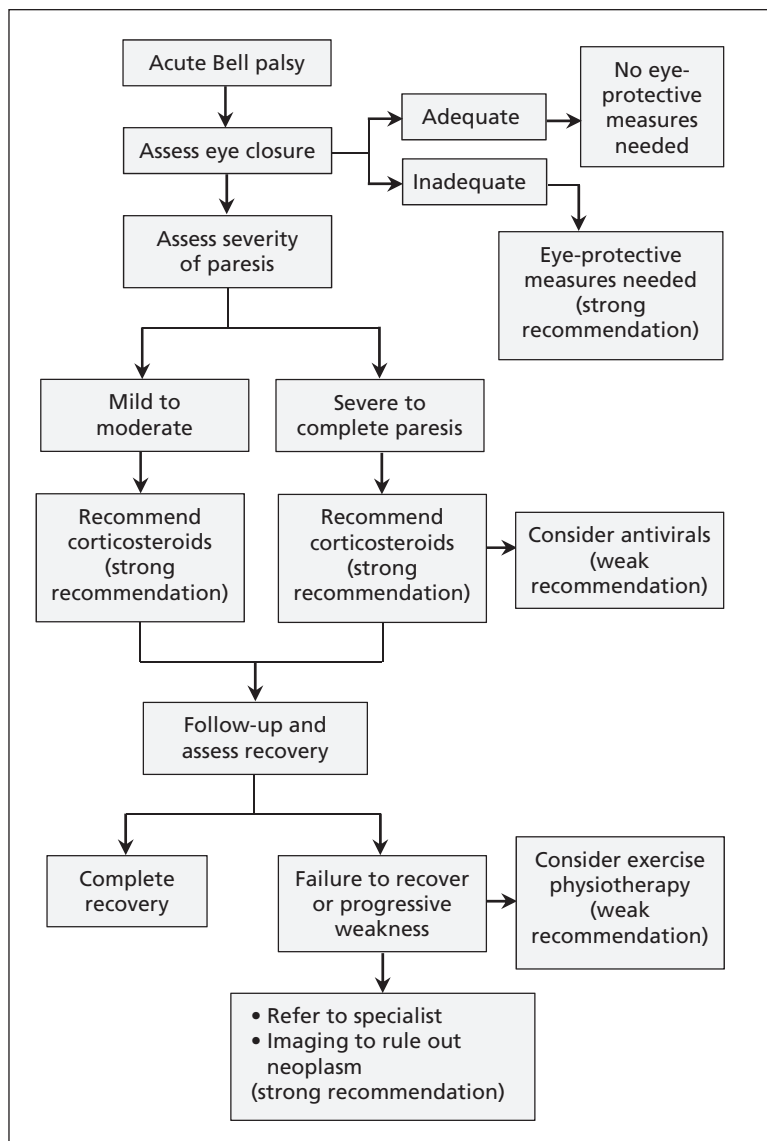 Acute Bell palsy
Assess eye closure
Adequate
No eye-
protective
measures
needed
Inadequate
Eye-protective
measures needed
(strong
recommendation)
Assess severity
of paresis
Mild to
moderate
Severe to
complete paresis
Recommend
corticosteroids
(strong
recommendation)
Recommend
corticosteroids
(strong
recommendation)
Consider antivirals
(weak
recommendation)
Follow-up and
assess recovery
Complete
recovery
Failure to recover
or progressive
weakness
Consider exercise
physiotherapy
(weak
recommendation)
• Refer to specialist
• Imaging to rule out
neoplasm
(strong recommendation)